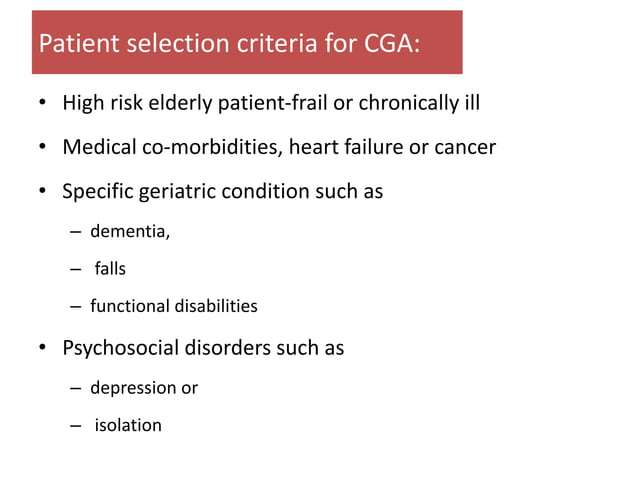 Patient selection criteria for CGA:
• High risk elderly patient-frail or chronically ill
• Medical co-morbidities, heart failure or cancer
• Specific geriatric condition such as
– dementia,
– falls
– functional disabilities
• Psychosocial disorders such as
– depression or
– isolation